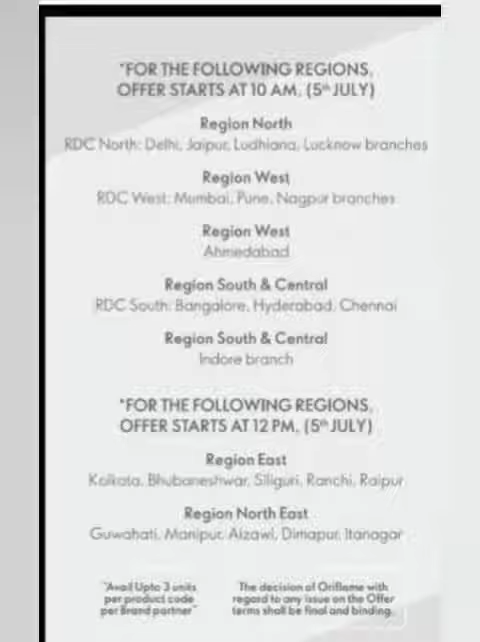 *FOR THE FOLLOWING REGIONS,
OFFER STARTS AT 10 AM, (5th JULY)
Region North
RDC North: Delhi, Jaipur, Ludhiana, Lucknow branches
Region West
RDC West: Mumbai, Pune, Nagpur branches
Region West
Ahmedabad
Region South & Central
RDC South: Bangalore, Hyderabad, Chennai
Region South & Central
Indore branch
*FOR THE FOLLOWING REGIONS,
OFFER STARTS AT 12 PM, (5th JULY)
Region East
Kolkata, Bhubaneshwar, Siliguri, Ranchi, Raipur
Region North East
Guwahati, Manipur, Aizawl, Dimapur, Itanagar
"Avail Upto 3 units
per product code
per Brand partner"
The decision of Oriflame with
regard to any issue on the Offer
terms shall be final and binding.